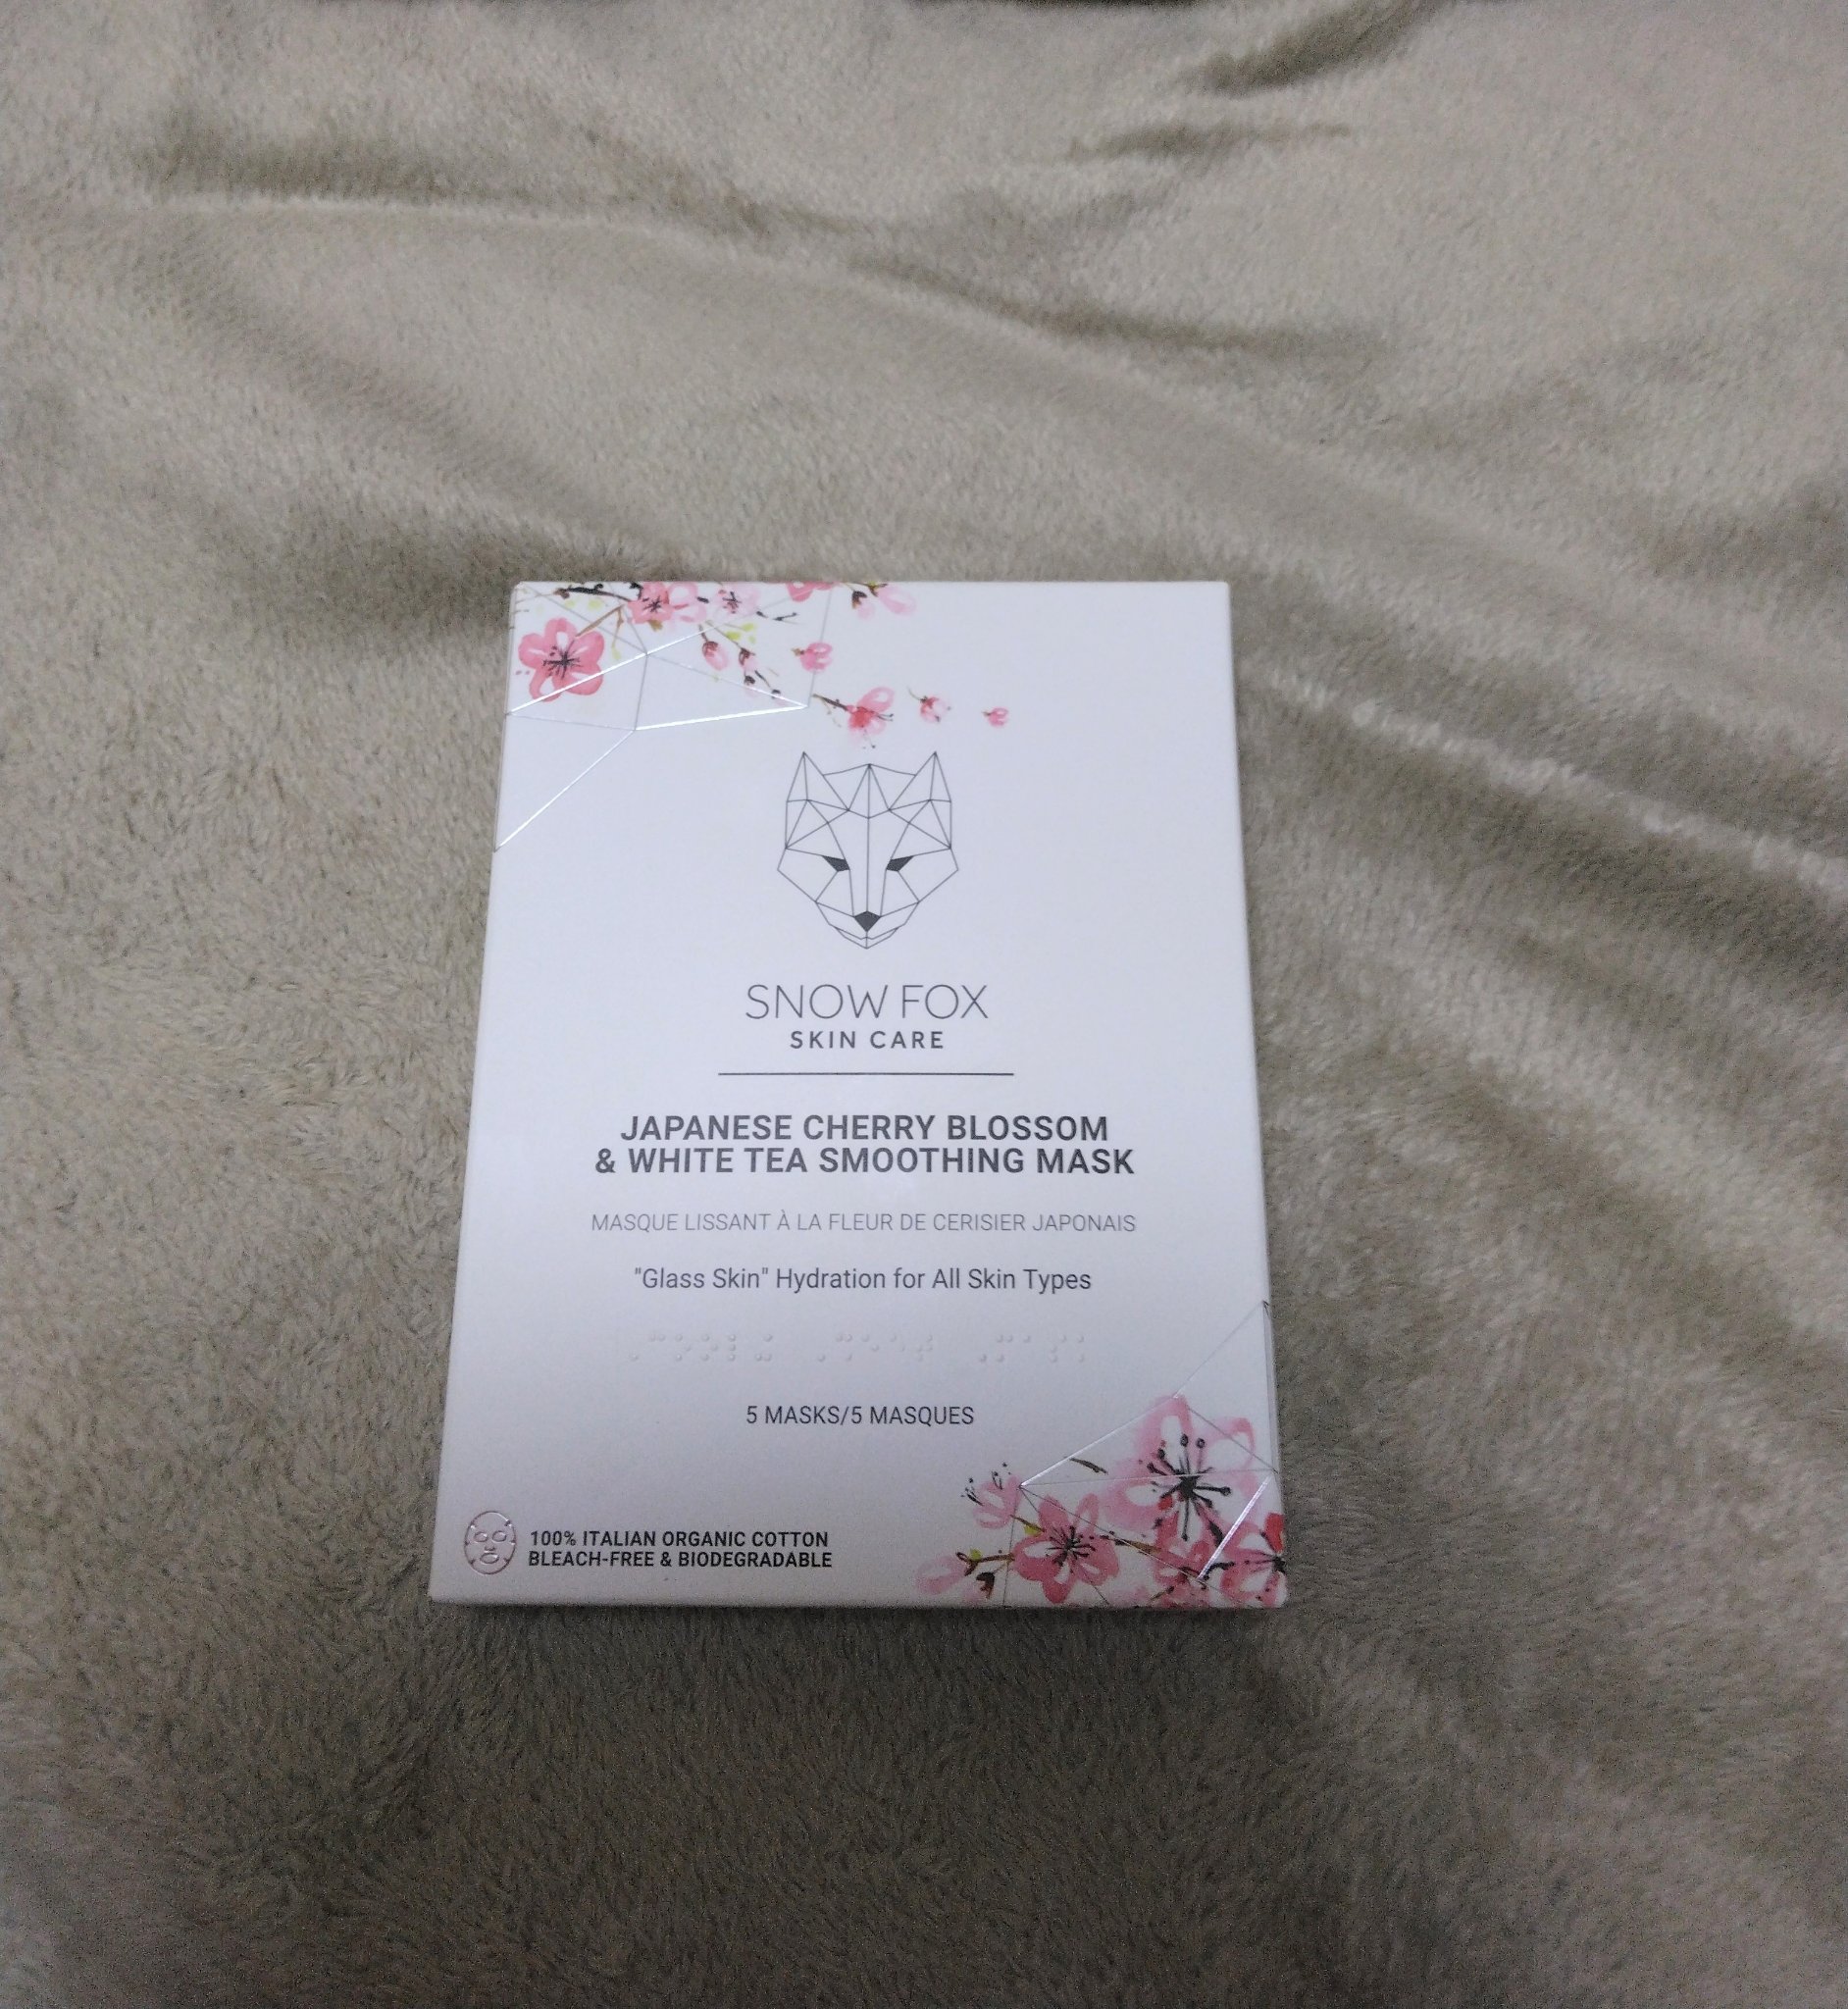 SNOW FOX
SKIN CARE
JAPANESE CHERRY BLOSSOM
& WHITE TEA SMOOTHING MASK
MASQUE LISSANT À LA FLEUR DE CERISIER JAPONAIS
"Glass Skin" Hydration for All Skin Types
5 MASKS/5 MASQUES
100% ITALIAN ORGANIC COTTON
BLEACH-FREE & BIODEGRADABLE